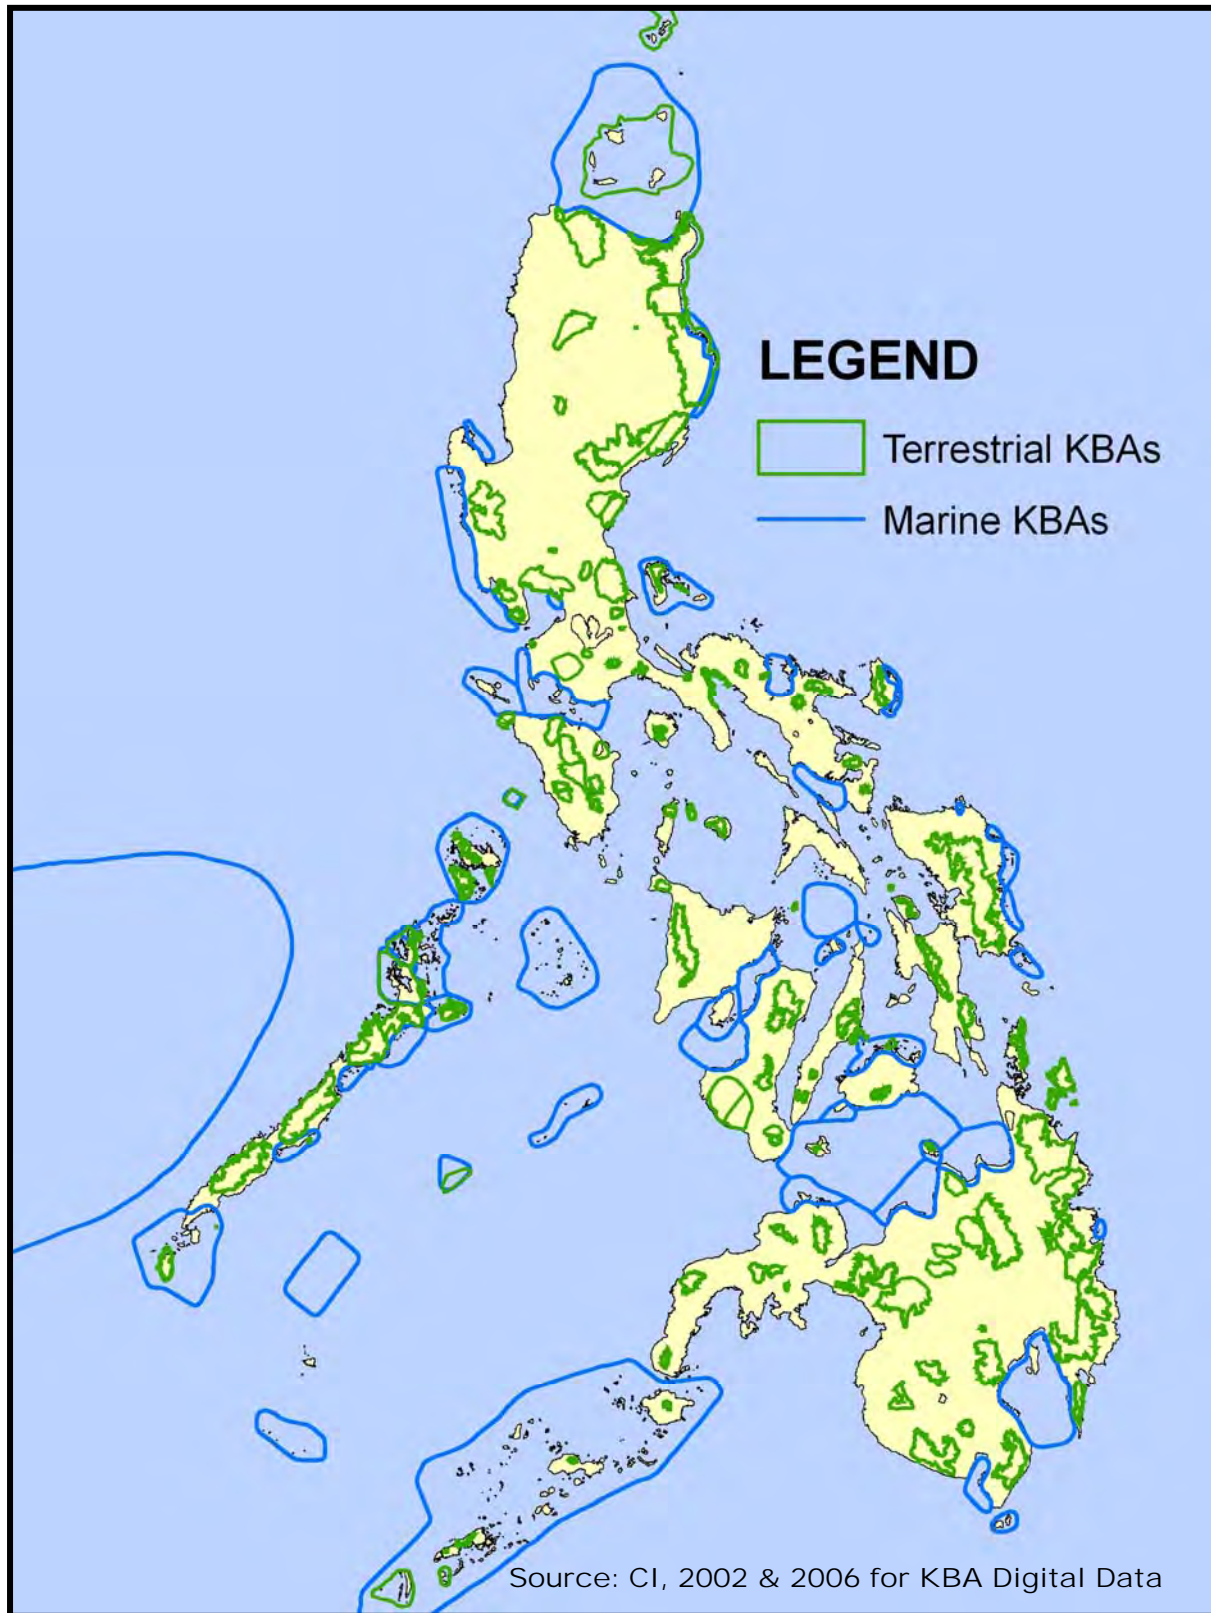 LEGEND
Terrestrial KBAs
Marine KBAs
Source: CI, 2002 & 2006 for KBA Digital Data